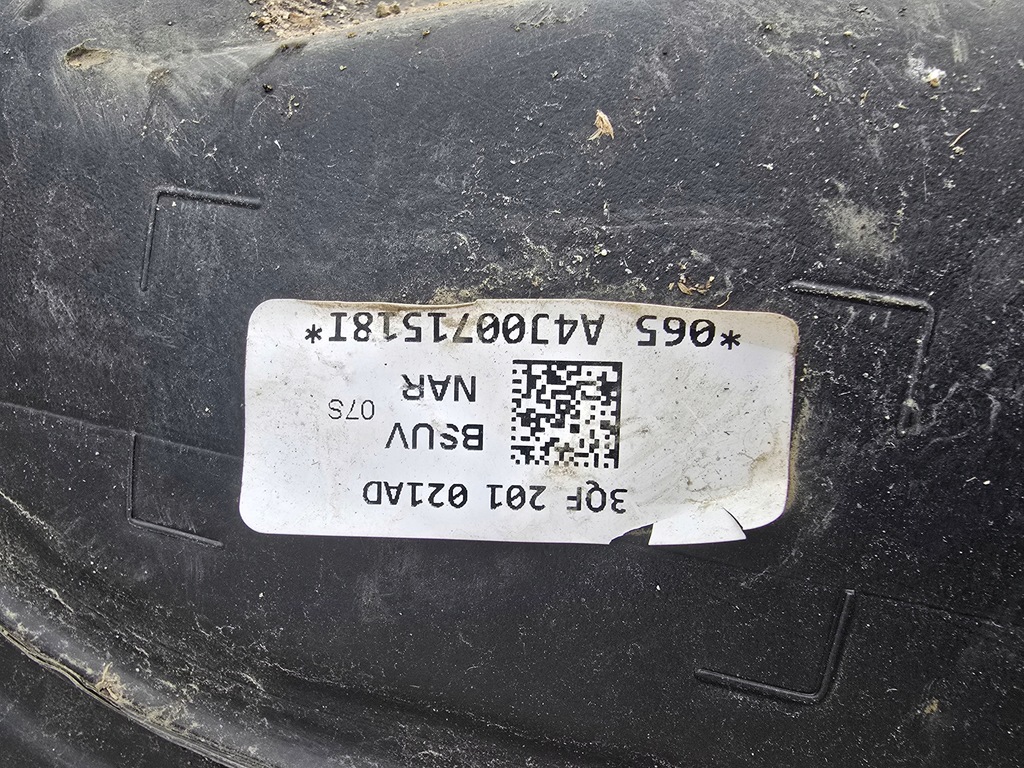 3QF 201 021AD
BSUV 07S
NAR
*065 A4J0071518I*